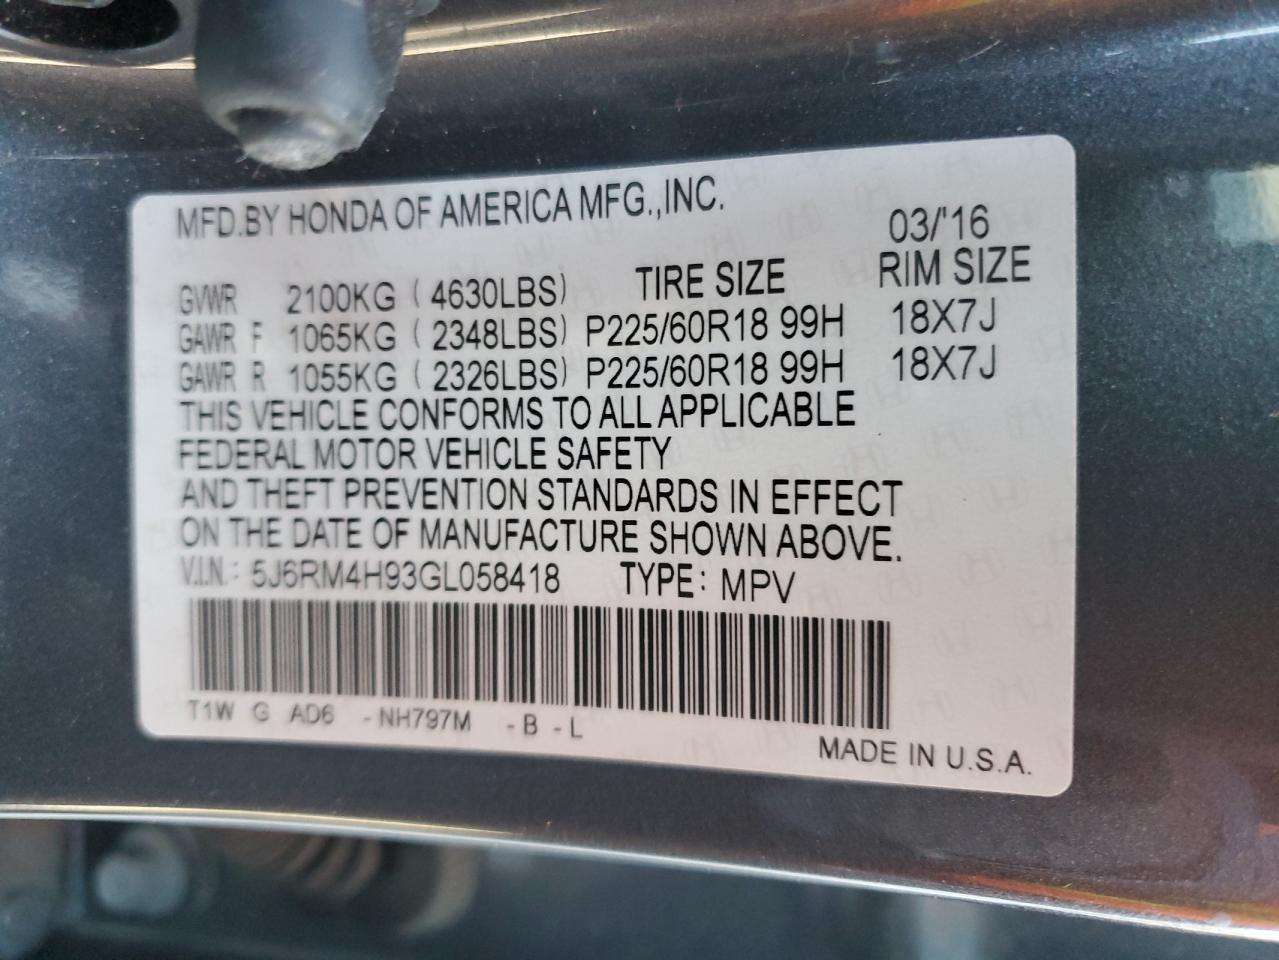 MFD.BY HONDA OF AMERICA MFG.,INC.
03/'16
GVWR 2100KG ( 4630LBS) TIRE SIZE RIM SIZE
GAWR F 1065KG ( 2348LBS) P225/60R18 99H 18X7J
GAWR R 1055KG ( 2326LBS) P225/60R18 99H 18X7J
THIS VEHICLE CONFORMS TO ALL APPLICABLE
FEDERAL MOTOR VEHICLE SAFETY
AND THEFT PREVENTION STANDARDS IN EFFECT
ON THE DATE OF MANUFACTURE SHOWN ABOVE.
V.I.N.: 5J6RM4H93GL058418 TYPE: MPV
T1W G AD6 -NH797M -B -L
MADE IN U.S.A.